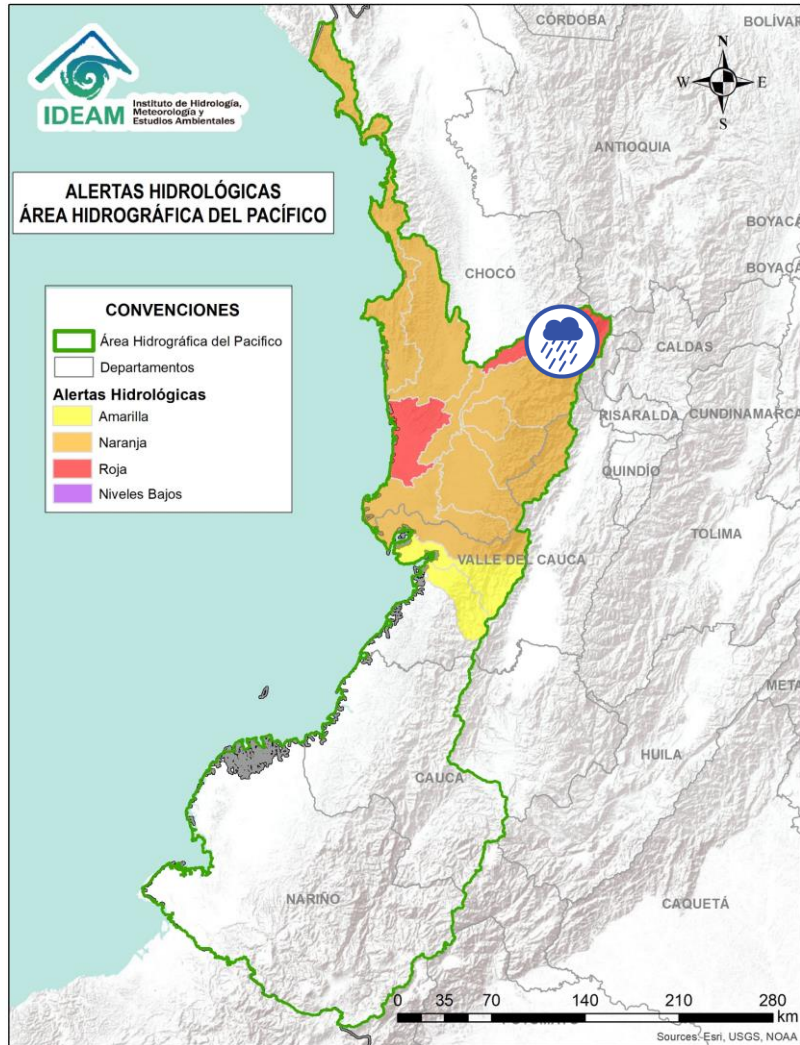 CÓRDOBA
BOLÍVAR
N
W E
S
IDEAM
Instituto de Hidrología,
Meteorología y
Estudios Ambientales
ANTIOQUIA
ALERTAS HIDROLÓGICAS
ÁREA HIDROGRÁFICA DEL PACÍFICO
BOYACÁ
BOYACÁ
CHOCÓ
CONVENCIONES
Área Hidrográfica del Pacifico
Departamentos
Alertas Hidrológicas
Amarilla
Naranja
Roja
Niveles Bajos
CALDAS
RISARALDA
CUNDINAMARCA
QUINDÍO
TOLIMA
VALLE DEL CAUCA
META
HUILA
CAUCA
NARIÑO
CAQUETÁ
0 35 70 140 210 280
km
Sources: Esri, USGS, NOAA